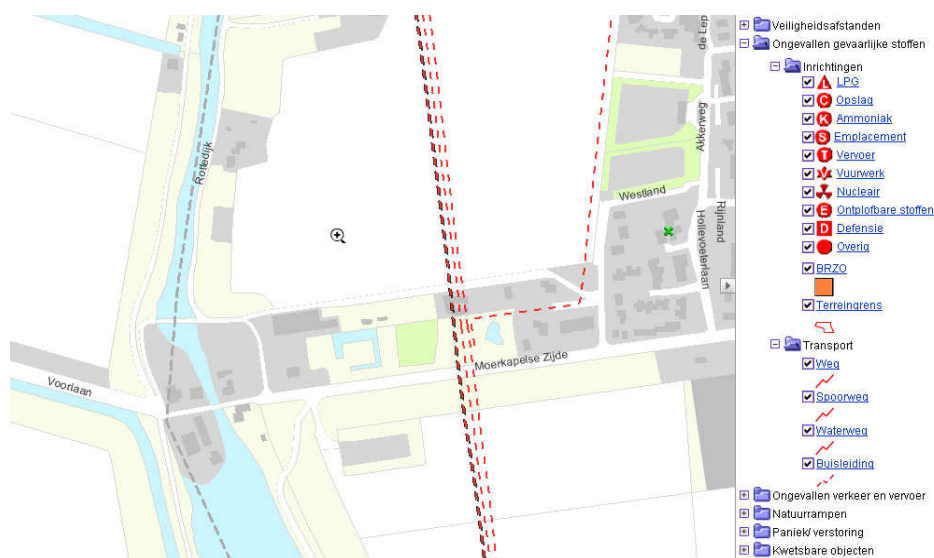 Rottedijk
Voorlaan
Moerkapelse Zijde
Westland
Akkerweg
de Lep
Hollevoeterlaan
Rijnland
Veiligheidsafstanden
Ongevallen gevaarlijke stoffen
Inrichtingen
L LPG
C Opslag
K Ammoniak
S Emplacement
T Vervoer
Vuurwerk
Nucleair
E Ontplofbare stoffen
D Defensie
Overig
BRZO
Terreingrens
Transport
Weg
Spoorweg
Waterweg
Buisleiding
Ongevallen verkeer en vervoer
Natuurrampen
Paniek/verstoring
Kwetsbare objecten